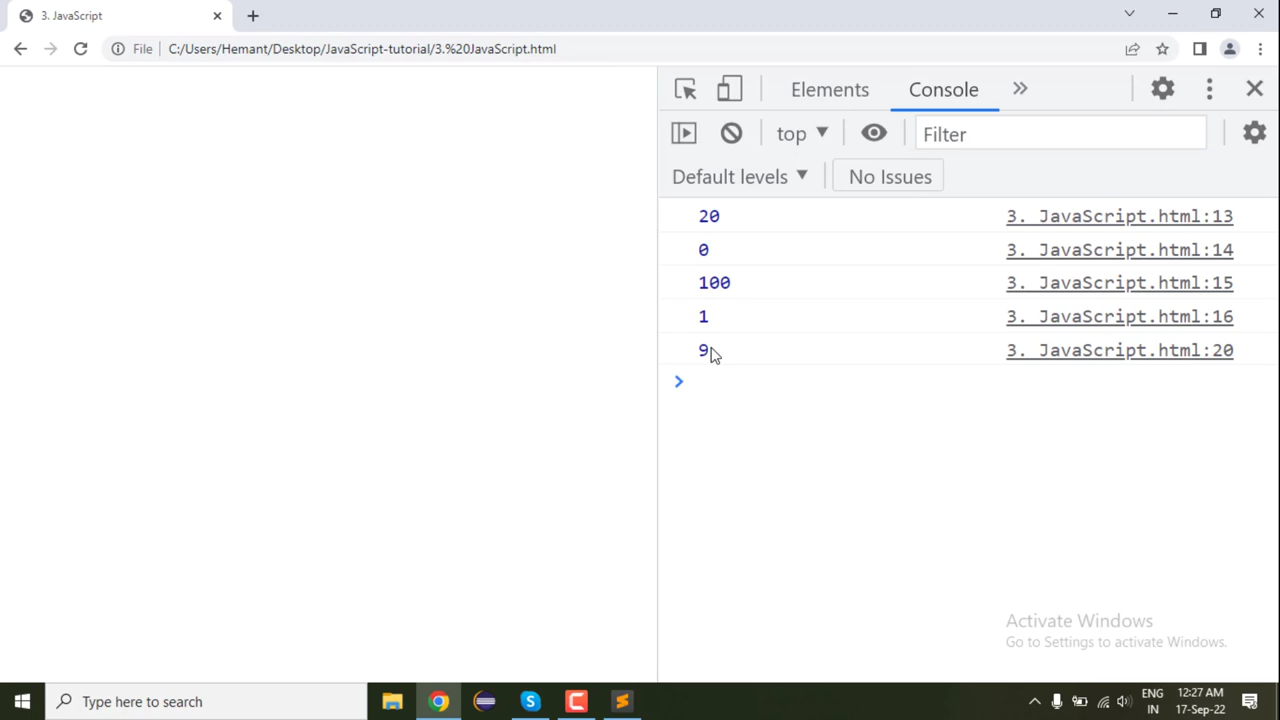 3. JavaScript
File
C:/Users/Hemant/Desktop/JavaScript-tutorial/3.%20JavaScript.html
Elements
Console
top
Filter
Default levels
No Issues
20 3. JavaScript.html:13
0 3. JavaScript.html:14
100 3. JavaScript.html:15
1 3. JavaScript.html:16
9 3. JavaScript.html:20
Activate Windows
Go to Settings to activate Windows.
Type here to search
ENG
IN
12:27 AM
17-Sep-22